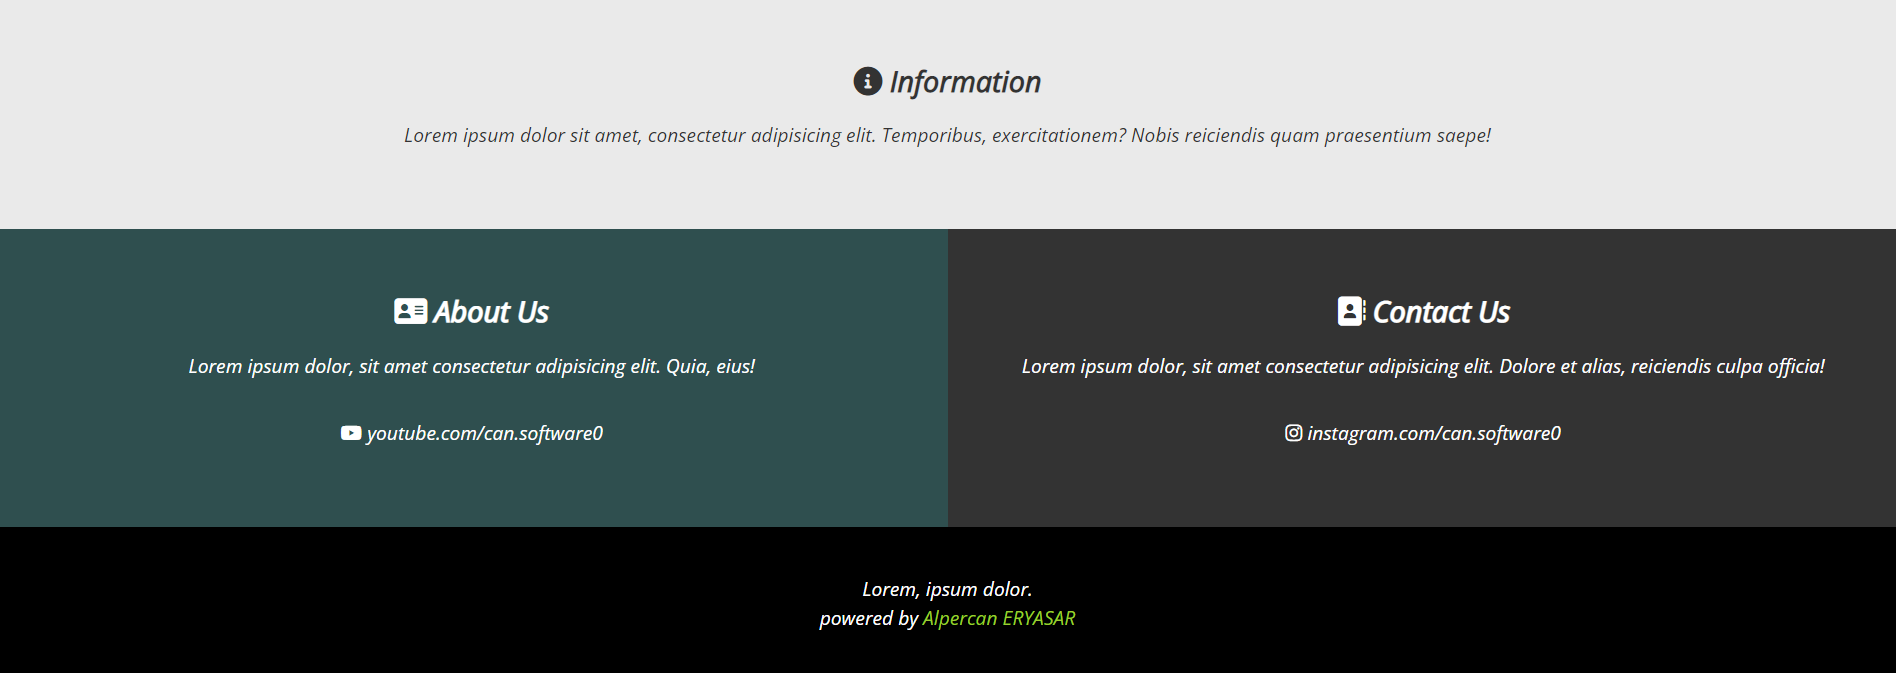 Information
Lorem ipsum dolor sit amet, consectetur adipisicing elit. Temporibus, exercitationem? Nobis reiciendis quam praesentium saepe!
About Us
Lorem ipsum dolor, sit amet consectetur adipisicing elit. Quia, eius!
youtube.com/can.software0
Contact Us
Lorem ipsum dolor, sit amet consectetur adipisicing elit. Dolore et alias, reiciendis culpa officia!
instagram.com/can.software0
Lorem, ipsum dolor.
powered by Alpercan ERYASAR